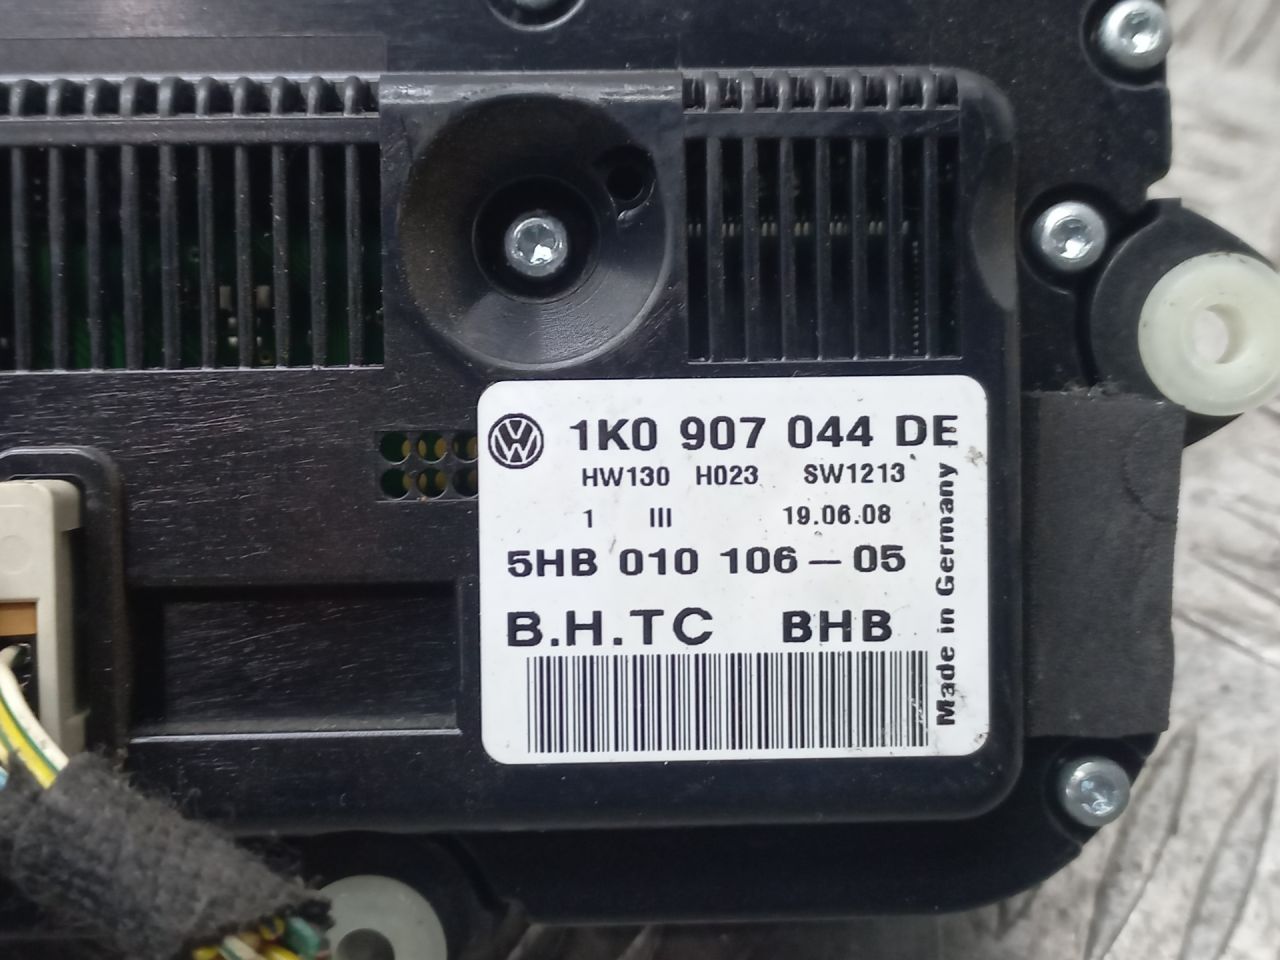 1K0 907 044 DE
HW130 H023 SW1213
1 III 19.06.08
5HB 010 106-05
B.H.TC BHB
Made in Germany